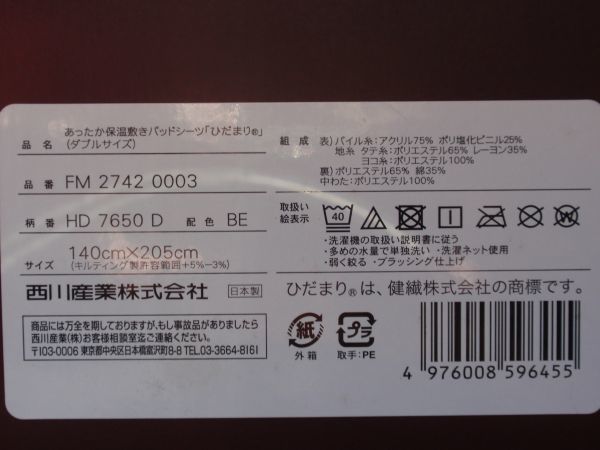 品名 あったか保温敷きパッドシーツ「ひだまり®」
(ダブルサイズ)
品番 FM 2742 0003
柄番 HD 7650 D 配色 BE
サイズ 140cm×205cm
(キルティング製許容範囲+5%−3%)
西川産業株式会社 日本製
商品には万全を期しておりますが、もし事故品がありましたら
西川産業(株)お客様相談室迄ご連絡ください。
〒103-0006 東京都中央区日本橋富沢町8-8 TEL.03-3664-8161
組成 表)パイル糸:アクリル75% ポリ塩化ビニル25%
地糸 タテ糸:ポリエステル65% レーヨン35%
ヨコ糸:ポリエステル100%
裏)ポリエステル65% 綿35%
中わた:ポリエステル100%
取扱い
絵表示
40
W
・洗濯機の取扱い説明書に従う
・多めの水量で単独洗い ・洗濯ネット使用
・弱く絞る ・ブラッシング仕上げ
ひだまり®は、健繊株式会社の商標です。
紙
外箱
プラ
取手:PE
4 976008 596455